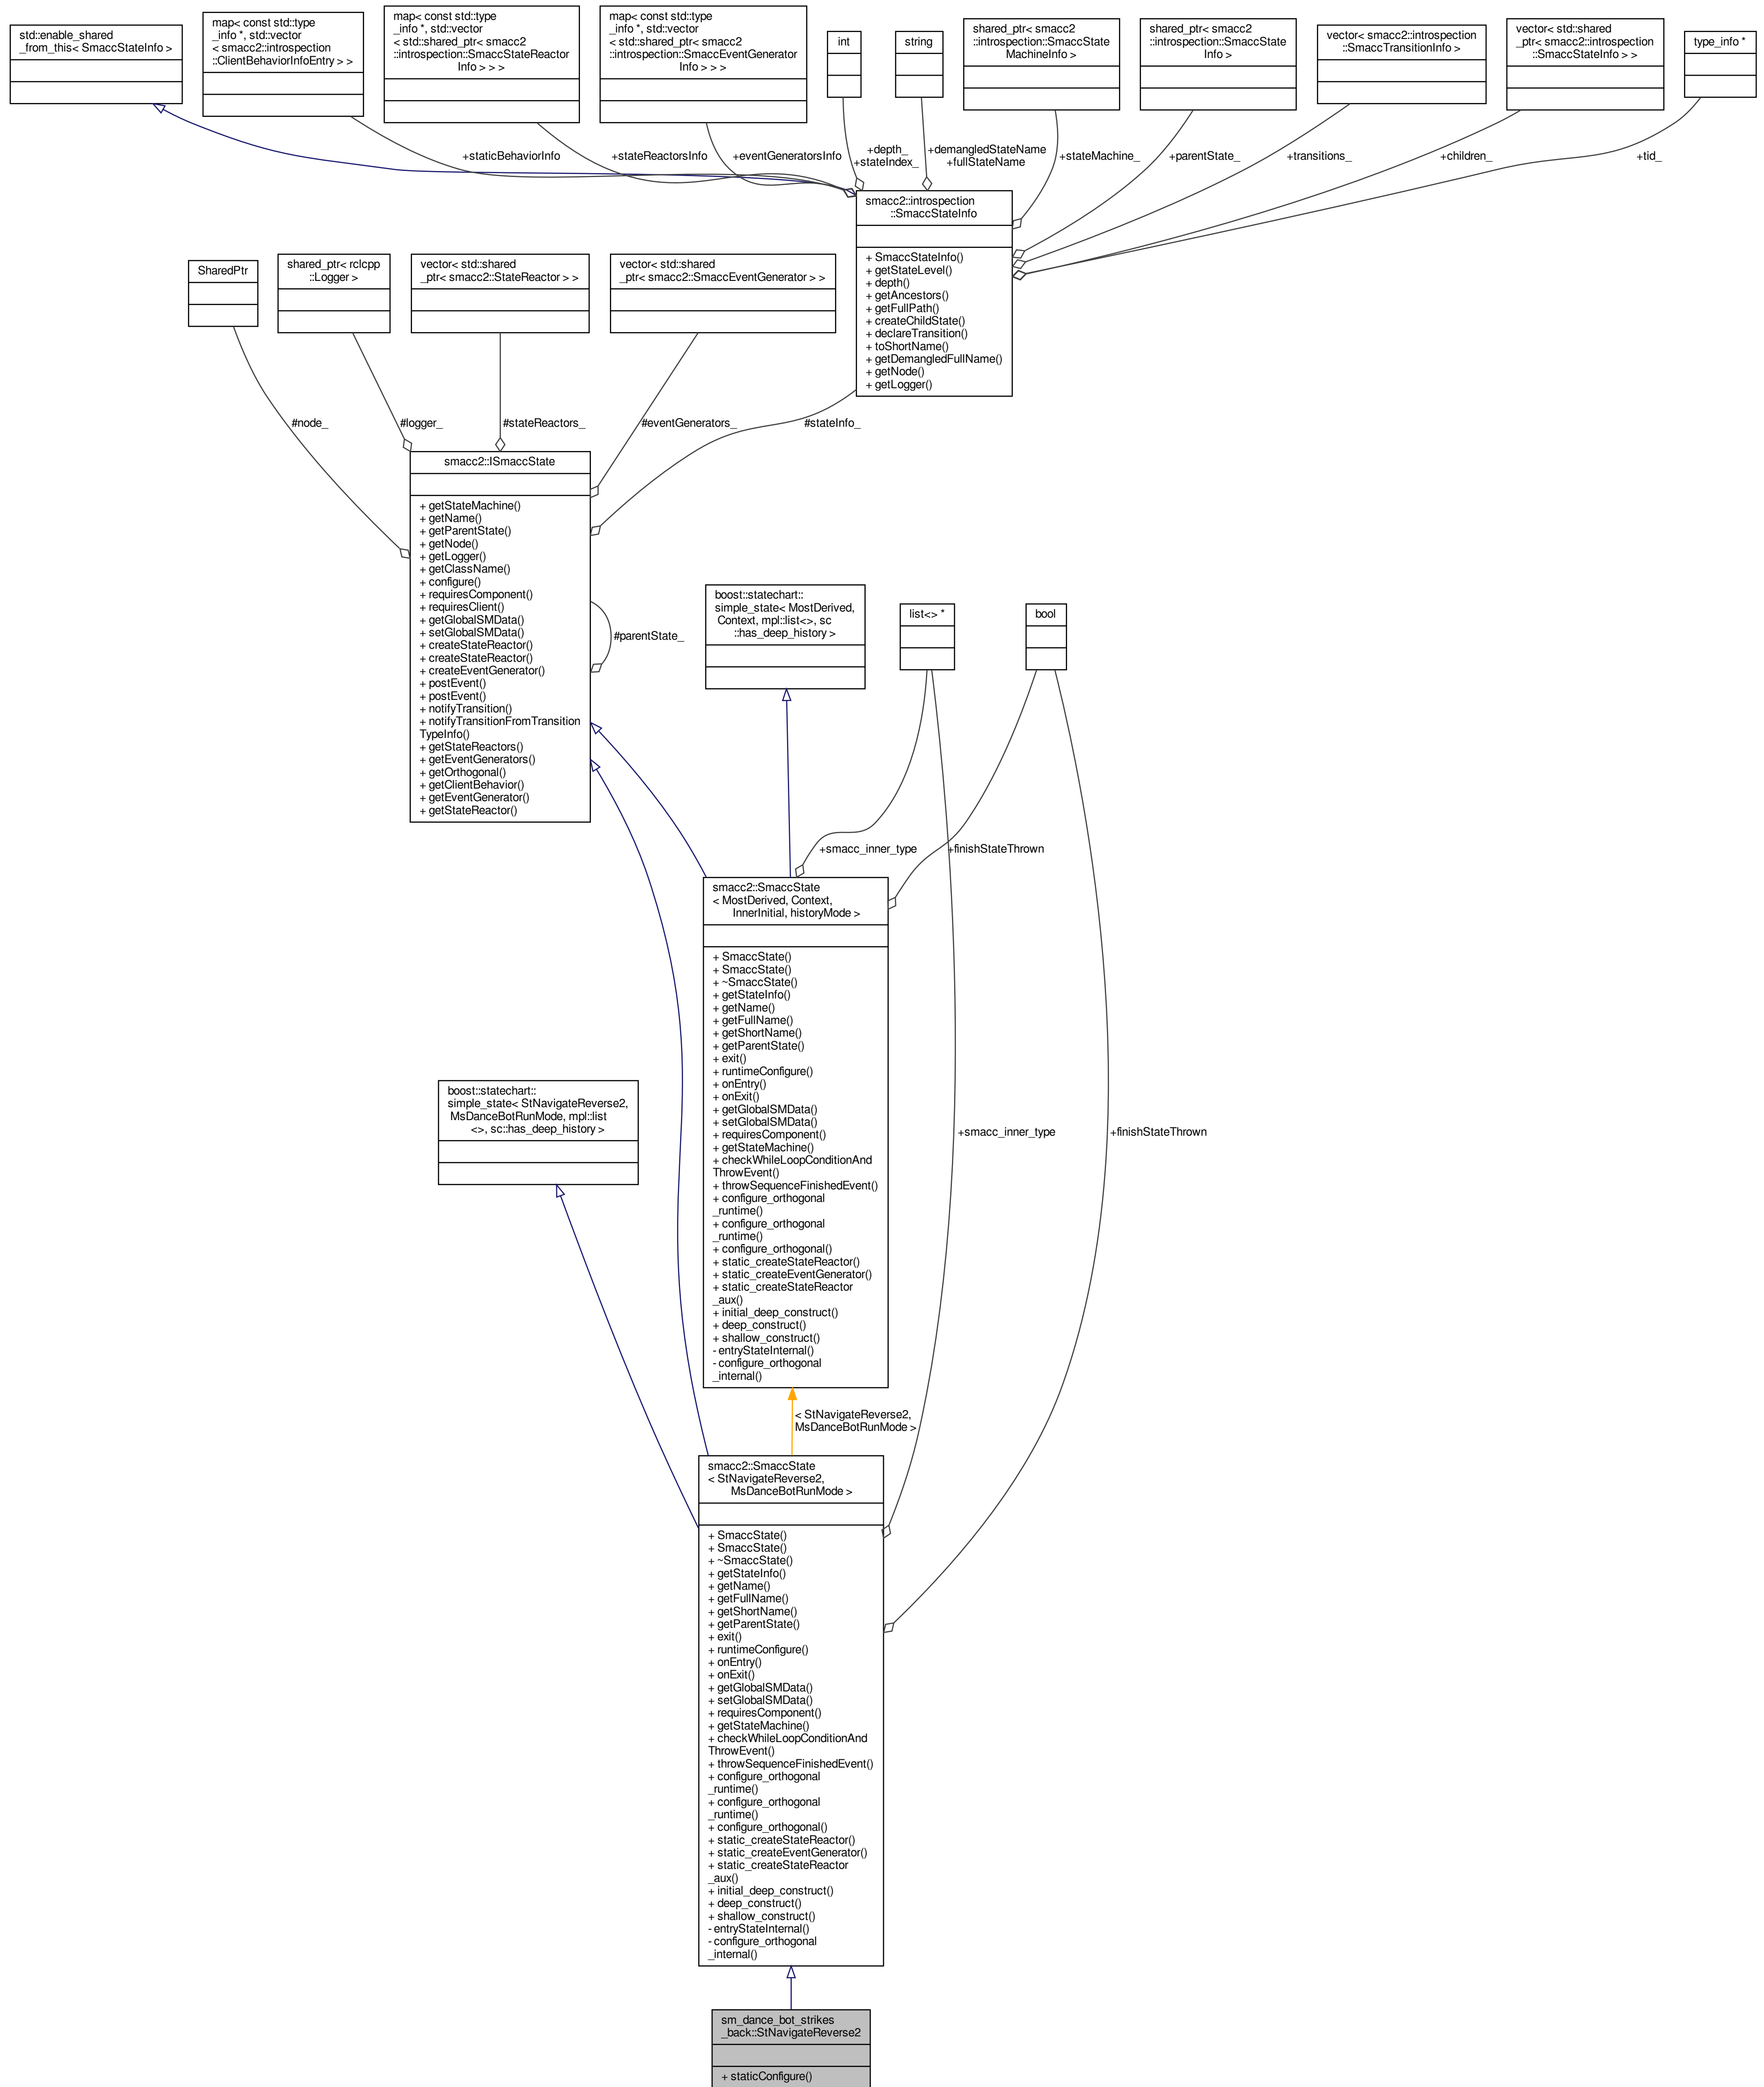 std::enable_shared
_from_this< SmaccStateInfo >
map< const std::type
_info *, std::vector
< smacc2::introspection
::ClientBehaviorInfoEntry > >
map< const std::type
_info *, std::vector
< std::shared_ptr< smacc2
::introspection::SmaccStateReactor
Info > > >
map< const std::type
_info *, std::vector
< std::shared_ptr< smacc2
::introspection::SmaccEventGenerator
Info > > >
int
string
shared_ptr< smacc2
::introspection::SmaccState
MachineInfo >
shared_ptr< smacc2
::introspection::SmaccState
Info >
vector< smacc2::introspection
::SmaccTransitionInfo >
vector< std::shared
_ptr< smacc2::introspection
::SmaccStateInfo > >
type_info *
+staticBehaviorInfo
+stateReactorsInfo
+eventGeneratorsInfo
+depth_
+stateIndex_
+demangledStateName
+fullStateName
+stateMachine_
+parentState_
+transitions_
+children_
+tid_
smacc2::introspection
::SmaccStateInfo
+ SmaccStateInfo()
+ getStateLevel()
+ depth()
+ getAncestors()
+ getFullPath()
+ createChildState()
+ declareTransition()
+ toShortName()
+ getDemangledFullName()
+ getNode()
+ getLogger()
SharedPtr
shared_ptr< rclcpp
::Logger >
vector< std::shared
_ptr< smacc2::StateReactor > >
vector< std::shared
_ptr< smacc2::SmaccEventGenerator > >
#node_
#logger_
#stateReactors_
#eventGenerators_
#stateInfo_
smacc2::ISmaccState
+ getStateMachine()
+ getName()
+ getParentState()
+ getNode()
+ getLogger()
+ getClassName()
+ configure()
+ requiresComponent()
+ requiresClient()
+ getGlobalSMData()
+ setGlobalSMData()
+ createStateReactor()
+ createStateReactor()
+ createEventGenerator()
+ postEvent()
+ postEvent()
+ notifyTransition()
+ notifyTransitionFromTransition
TypeInfo()
+ getStateReactors()
+ getEventGenerators()
+ getOrthogonal()
+ getClientBehavior()
+ getEventGenerator()
+ getStateReactor()
#parentState_
boost::statechart::
simple_state< MostDerived,
Context, mpl::list<>, sc
::has_deep_history >
list<> *
bool
+smacc_inner_type
+finishStateThrown
smacc2::SmaccState
< MostDerived, Context,
InnerInitial, historyMode >
+ SmaccState()
+ SmaccState()
+ ~SmaccState()
+ getStateInfo()
+ getName()
+ getFullName()
+ getShortName()
+ getParentState()
+ exit()
+ runtimeConfigure()
+ onEntry()
+ onExit()
+ getGlobalSMData()
+ setGlobalSMData()
+ requiresComponent()
+ getStateMachine()
+ checkWhileLoopConditionAnd
ThrowEvent()
+ throwSequenceFinishedEvent()
+ configure_orthogonal
_runtime()
+ configure_orthogonal
_runtime()
+ configure_orthogonal()
+ static_createStateReactor()
+ static_createEventGenerator()
+ static_createStateReactor
_aux()
+ initial_deep_construct()
+ deep_construct()
+ shallow_construct()
- entryStateInternal()
- configure_orthogonal
_internal()
boost::statechart::
simple_state< StNavigateReverse2,
MsDanceBotRunMode, mpl::list
<>, sc::has_deep_history >
+smacc_inner_type
+finishStateThrown
< StNavigateReverse2,
MsDanceBotRunMode >
smacc2::SmaccState
< StNavigateReverse2,
MsDanceBotRunMode >
+ SmaccState()
+ SmaccState()
+ ~SmaccState()
+ getStateInfo()
+ getName()
+ getFullName()
+ getShortName()
+ getParentState()
+ exit()
+ runtimeConfigure()
+ onEntry()
+ onExit()
+ getGlobalSMData()
+ setGlobalSMData()
+ requiresComponent()
+ getStateMachine()
+ checkWhileLoopConditionAnd
ThrowEvent()
+ throwSequenceFinishedEvent()
+ configure_orthogonal
_runtime()
+ configure_orthogonal
_runtime()
+ configure_orthogonal()
+ static_createStateReactor()
+ static_createEventGenerator()
+ static_createStateReactor
_aux()
+ initial_deep_construct()
+ deep_construct()
+ shallow_construct()
- entryStateInternal()
- configure_orthogonal
_internal()
sm_dance_bot_strikes
_back::StNavigateReverse2
+ staticConfigure()